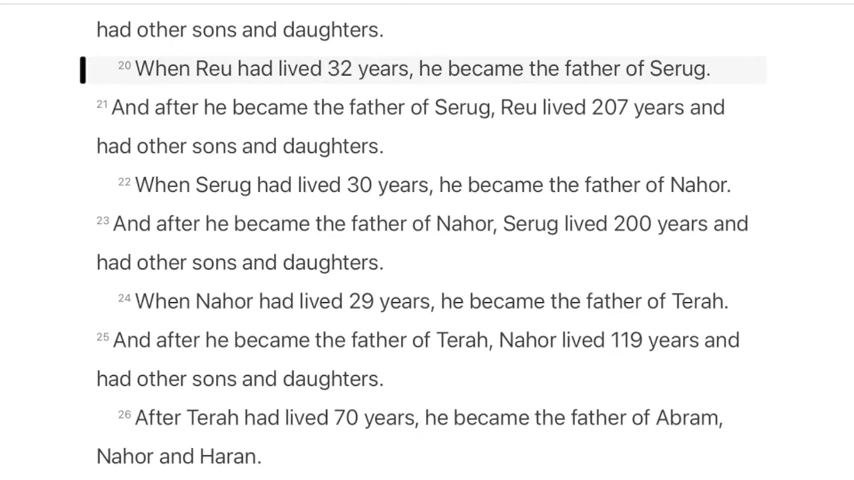 had other sons and daughters.
20 When Reu had lived 32 years, he became the father of Serug.
21 And after he became the father of Serug, Reu lived 207 years and
had other sons and daughters.
22 When Serug had lived 30 years, he became the father of Nahor.
23 And after he became the father of Nahor, Serug lived 200 years and
had other sons and daughters.
24 When Nahor had lived 29 years, he became the father of Terah.
25 And after he became the father of Terah, Nahor lived 119 years and
had other sons and daughters.
26 After Terah had lived 70 years, he became the father of Abram,
Nahor and Haran.